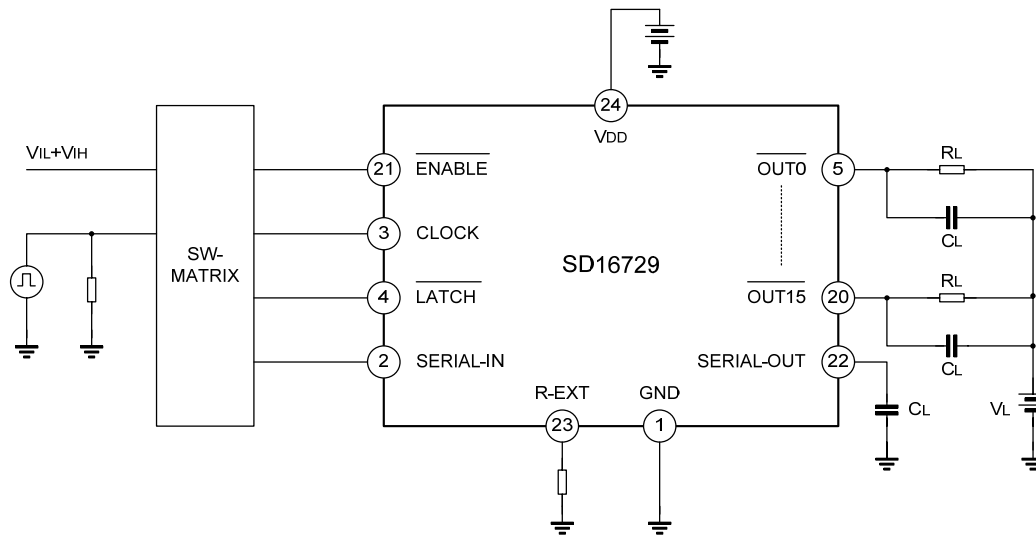 24
VDD
VIL+VIH
SW-
MATRIX
21
ENABLE
3
CLOCK
4
LATCH
2
SERIAL-IN
SD16729
OUT0
5
RL
CL
OUT15
20
RL
CL
SERIAL-OUT
22
CL
VL
R-EXT
23
GND
1